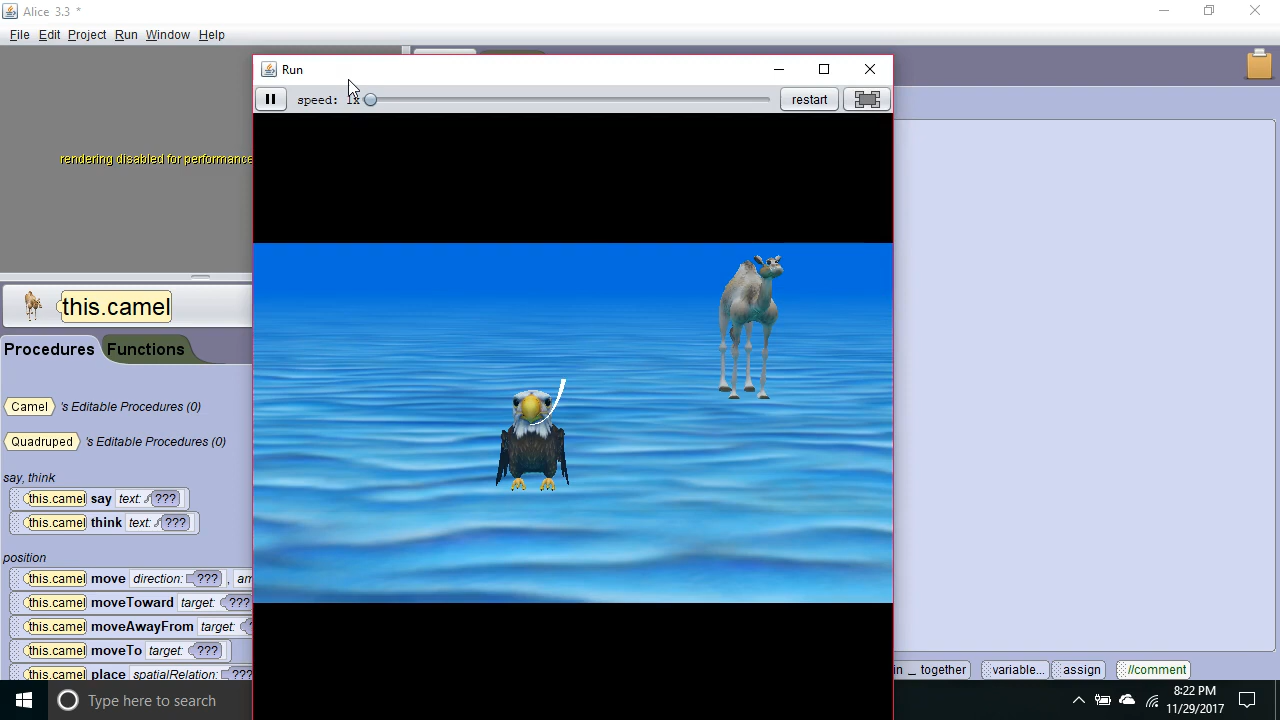 Alice 3.3 *
File Edit Project Run Window Help
Run
speed: 1x
restart
rendering disabled for performance
this.camel
Procedures Functions
Camel 's Editable Procedures (0)
Quadruped 's Editable Procedures (0)
say, think
this.camel say text: ???
this.camel think text: ???
position
this.camel move direction: ??? , am
this.camel moveToward target: ???
this.camel moveAwayFrom target:
this.camel moveTo target: ???
this.camel place spatialRelation: ???
in _ together variable... assign //comment
Type here to search
8:22 PM
11/29/2017